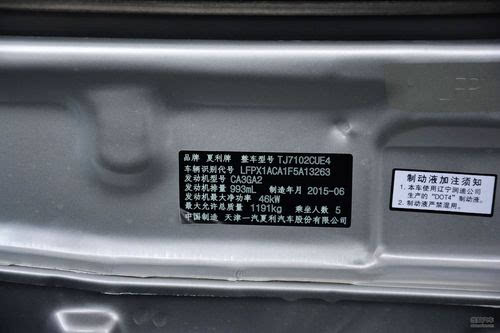 品牌 夏利牌 整车型号 TJ7102CUE4
车辆识别代号 LFPX1ACA1F5A13263
发动机型号 CA3GA2
发动机排量 993mL 制造年月 2015-06
发动机最大净功率 46kW
最大允许总质量 1191kg 乘坐人数 5
中国制造 天津一汽夏利汽车股份有限公司
制动液加注须知
1、本车使用辽宁润迪公司
生产的“DOT4”制动液。
2、制动液严禁混用。